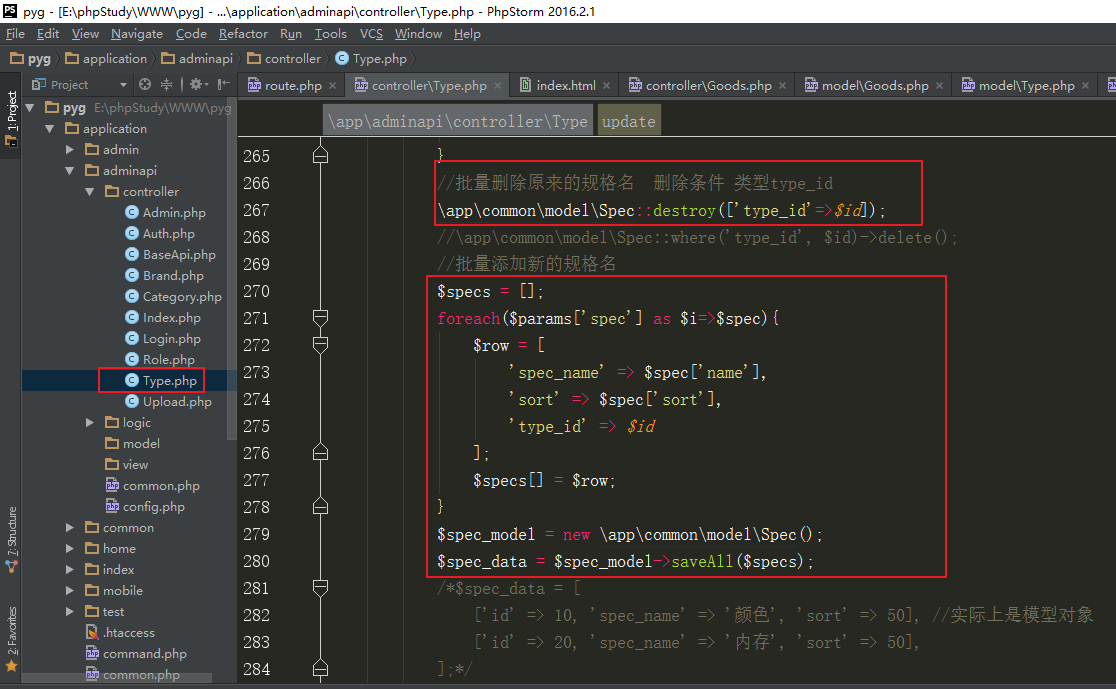 pyg - [E:\phpStudy\WWW\pyg] - ...\application\adminapi\controller\Type.php - PhpStorm 2016.2.1
File Edit View Navigate Code Refactor Run Tools VCS Window Help
pyg application adminapi controller Type.php
Project
route.php controller\Type.php index.html controller\Goods.php model\Goods.php model\Type.php
1: Project
7: Structure
2: Favorites
pyg E:\phpStudy\WWW\pyg
application
admin
adminapi
controller
Admin.php
Auth.php
BaseApi.php
Brand.php
Category.php
Index.php
Login.php
Role.php
Type.php
Upload.php
logic
model
view
common.php
config.php
common
home
index
mobile
test
.htaccess
command.php
common.php
\app\adminapi\controller\Type update
265 }
266 //批量删除原来的规格名 删除条件 类型type_id
267 \app\common\model\Spec::destroy(['type_id'=>$id]);
268 //\app\common\model\Spec::where('type_id', $id)->delete();
269 //批量添加新的规格名
270 $specs = [];
271 foreach($params['spec'] as $i=>$spec){
272 $row = [
273 'spec_name' => $spec['name'],
274 'sort' => $spec['sort'],
275 'type_id' => $id
276 ];
277 $specs[] = $row;
278 }
279 $spec_model = new \app\common\model\Spec();
280 $spec_data = $spec_model->saveAll($specs);
281 /*$spec_data = [
282 ['id' => 10, 'spec_name' => '颜色', 'sort' => 50], //实际上是模型对象
283 ['id' => 20, 'spec_name' => '内存', 'sort' => 50],
284 ];*/